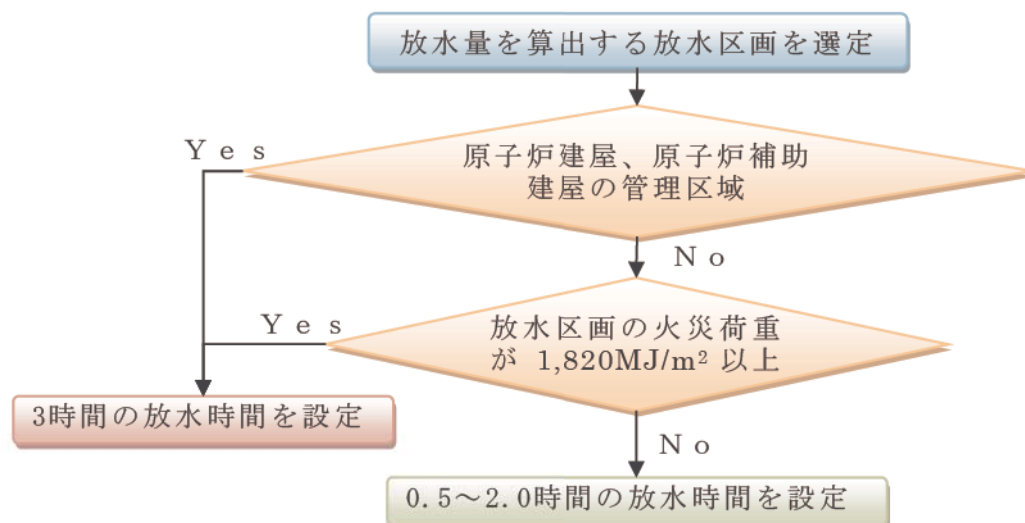 放水量を算出する放水区画を選定
Yes
原子炉建屋、原子炉補助
建屋の管理区域
No
Yes
放水区画の火災荷重
が 1,820MJ/m² 以上
3時間の放水時間を設定
No
0.5～2.0時間の放水時間を設定